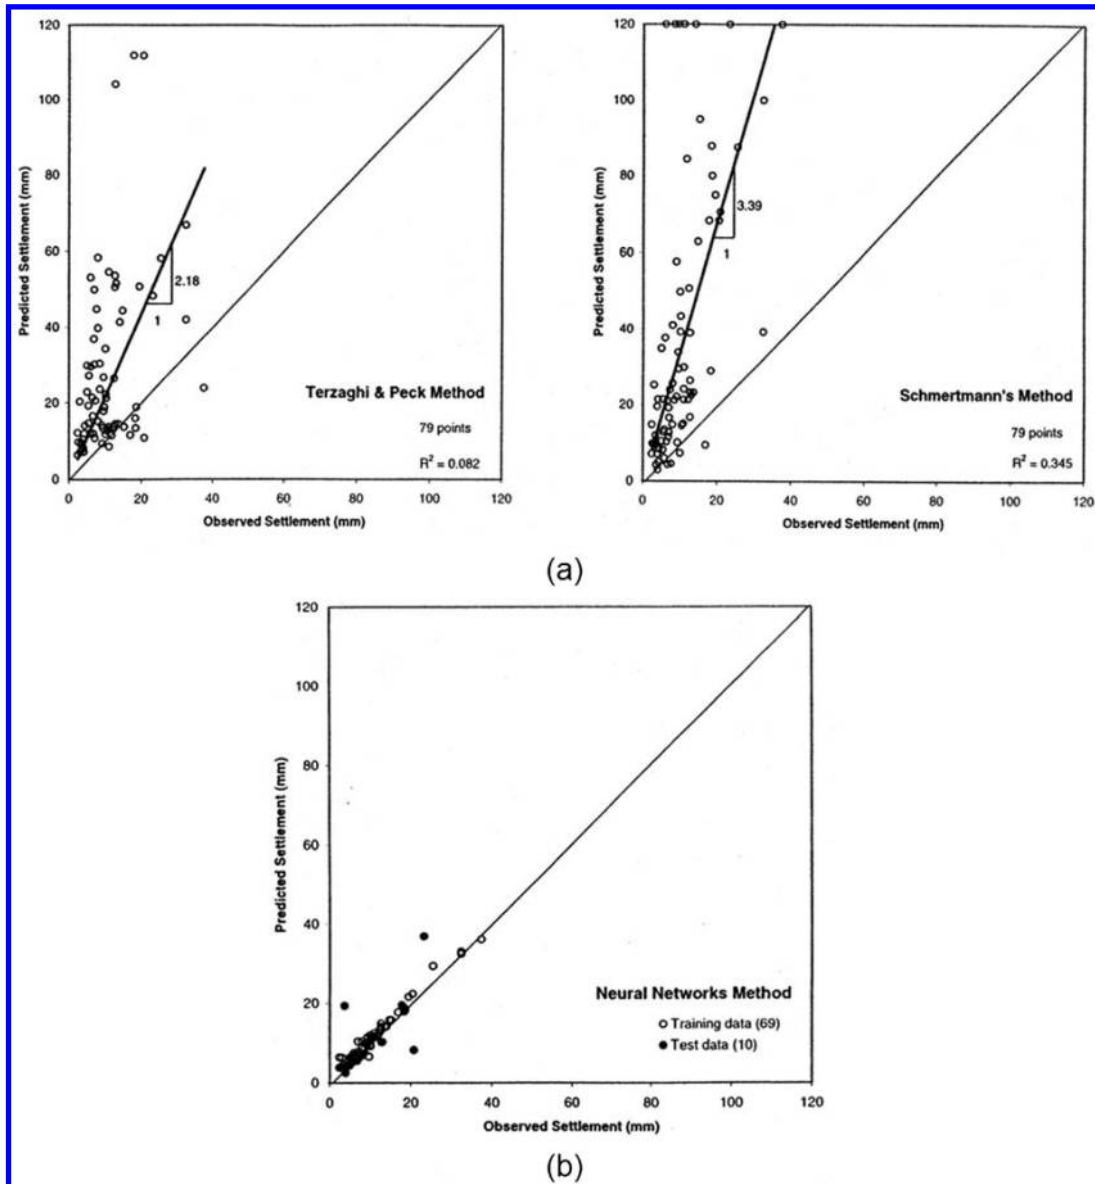 120
100
80
60
40
20
0
Predicted Settlement (mm)
2.18
1
Terzaghi & Peck Method
79 points
R² = 0.082
0 20 40 60 80 100 120
Observed Settlement (mm)
120
100
80
60
40
20
0
Predicted Settlement (mm)
3.39
1
Schmertmann's Method
79 points
R² = 0.345
0 20 40 60 80 100 120
Observed Settlement (mm)
(a)
120
100
80
60
40
20
0
Predicted Settlement (mm)
Neural Networks Method
Training data (69)
Test data (10)
0 20 40 60 80 100 120
Observed Settlement (mm)
(b)